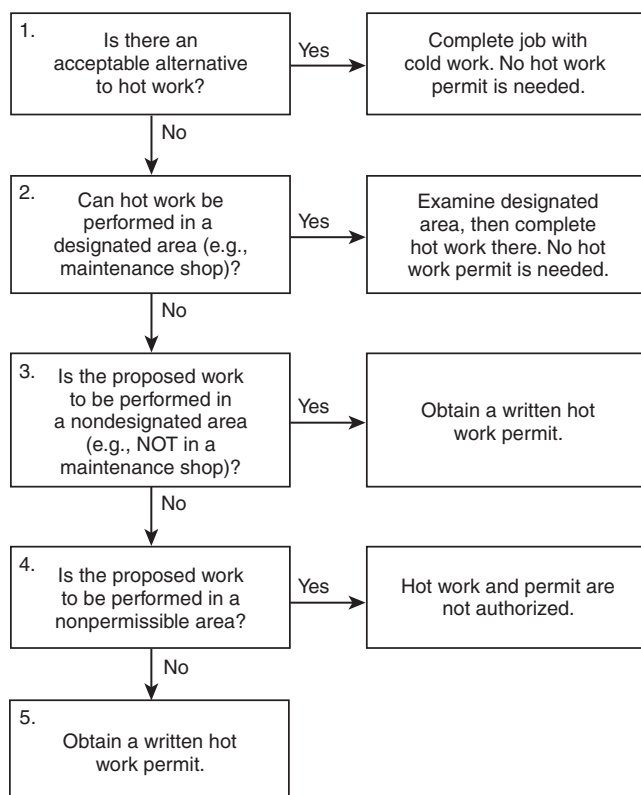 1.
Is there an
acceptable alternative
to hot work?
Yes
Complete job with
cold work. No hot work
permit is needed.
No
2.
Can hot work be
performed in a
designated area (e.g.,
maintenance shop)?
Yes
Examine designated
area, then complete
hot work there. No hot
work permit is needed.
No
3.
Is the proposed work
to be performed in
a nondesignated area
(e.g., NOT in a
maintenance shop)?
Yes
Obtain a written hot
work permit.
No
4.
Is the proposed work
to be performed in a
nonpermissible area?
Yes
Hot work and permit are
not authorized.
No
5.
Obtain a written hot
work permit.